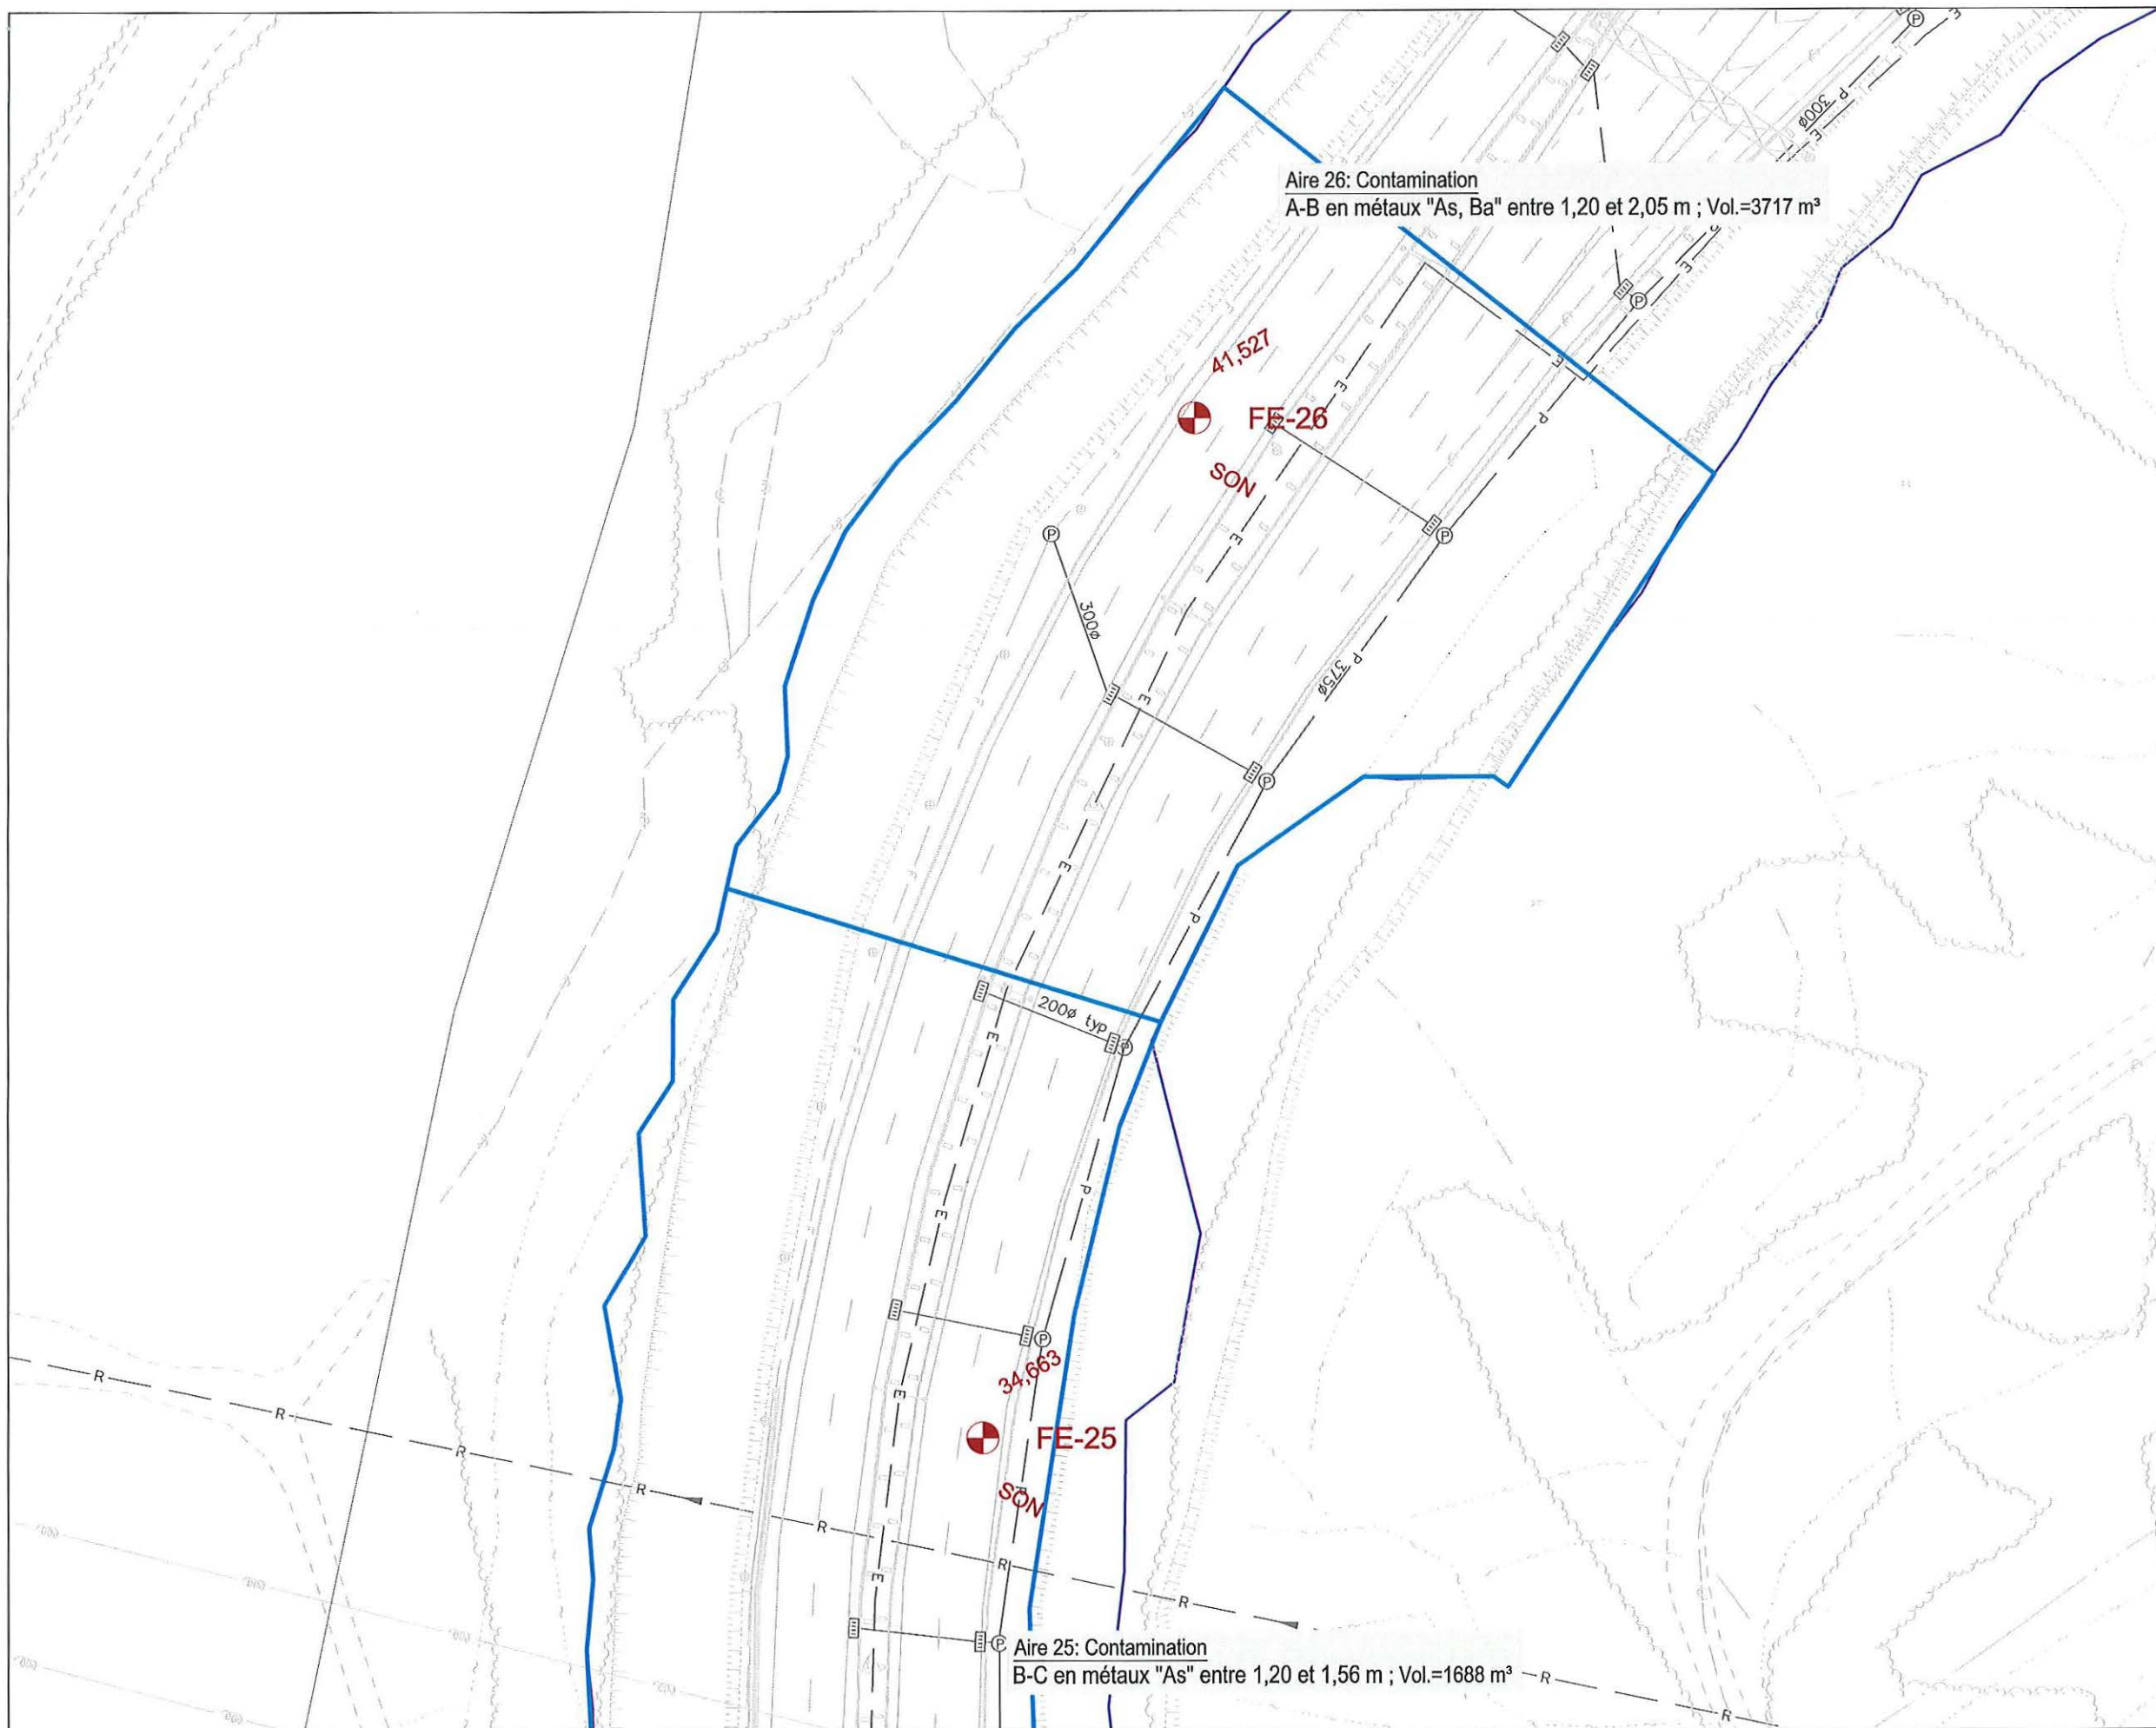 P
E
300ø
P
E
Aire 26: Contamination
A-B en métaux "As, Ba" entre 1,20 et 2,05 m ; Vol.=3717 m³
P
E
P
41,527
E
E
P
FE-26
SON
P
P
E
300ø
P
375ø
E
P
E
P
200ø typ
P
E
P
E
P
34,663
R
E
R
FE-25
R
R
SON
P
R
R
E
R
P
Aire 25: Contamination
B-C en métaux "As" entre 1,20 et 1,56 m ; Vol.=1688 m³
R
R